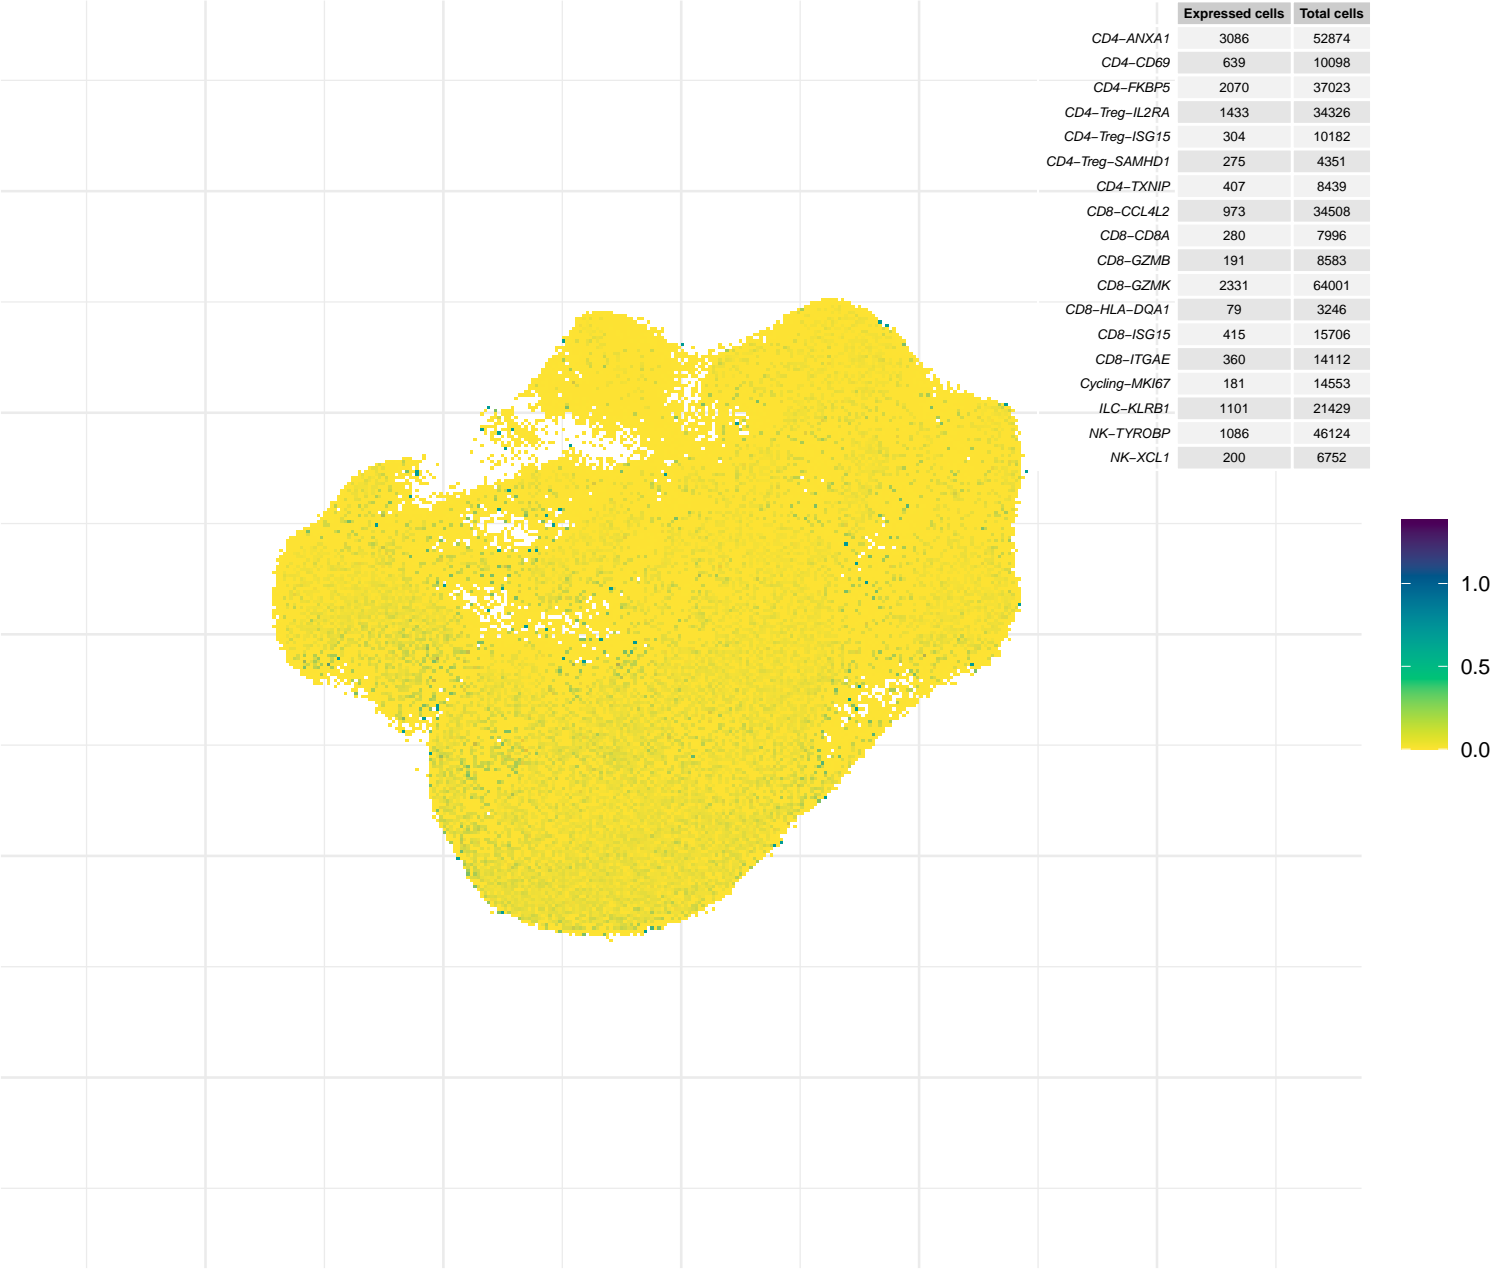 Expressed cells Total cells
CD4−ANXA1 3086 52874
CD4−CD69 639 10098
CD4−FKBP5 2070 37023
CD4−Treg−IL2RA 1433 34326
CD4−Treg−ISG15 304 10182
CD4−Treg−SAMHD1 275 4351
CD4−TXNIP 407 8439
CD8−CCL4L2 973 34508
CD8−CD8A 280 7996
CD8−GZMB 191 8583
CD8−GZMK 2331 64001
CD8−HLA−DQA1 79 3246
CD8−ISG15 415 15706
CD8−ITGAE 360 14112
Cycling−MKI67 181 14553
ILC−KLRB1 1101 21429
NK−TYROBP 1086 46124
NK−XCL1 200 6752
1.0
0.5
0.0